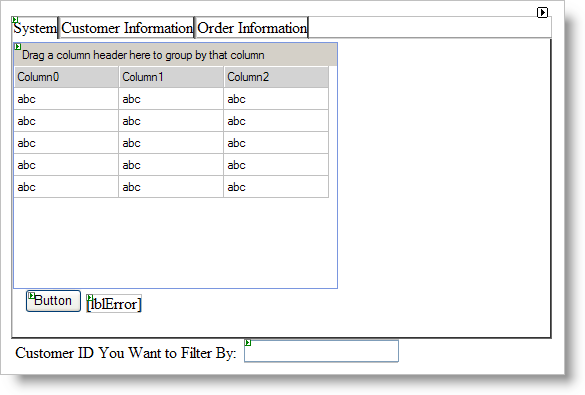 System Customer Information Order Information
Drag a column header here to group by that column
Column0 Column1 Column2
abc abc abc
abc abc abc
abc abc abc
abc abc abc
abc abc abc
Button [lblError]
Customer ID You Want to Filter By: